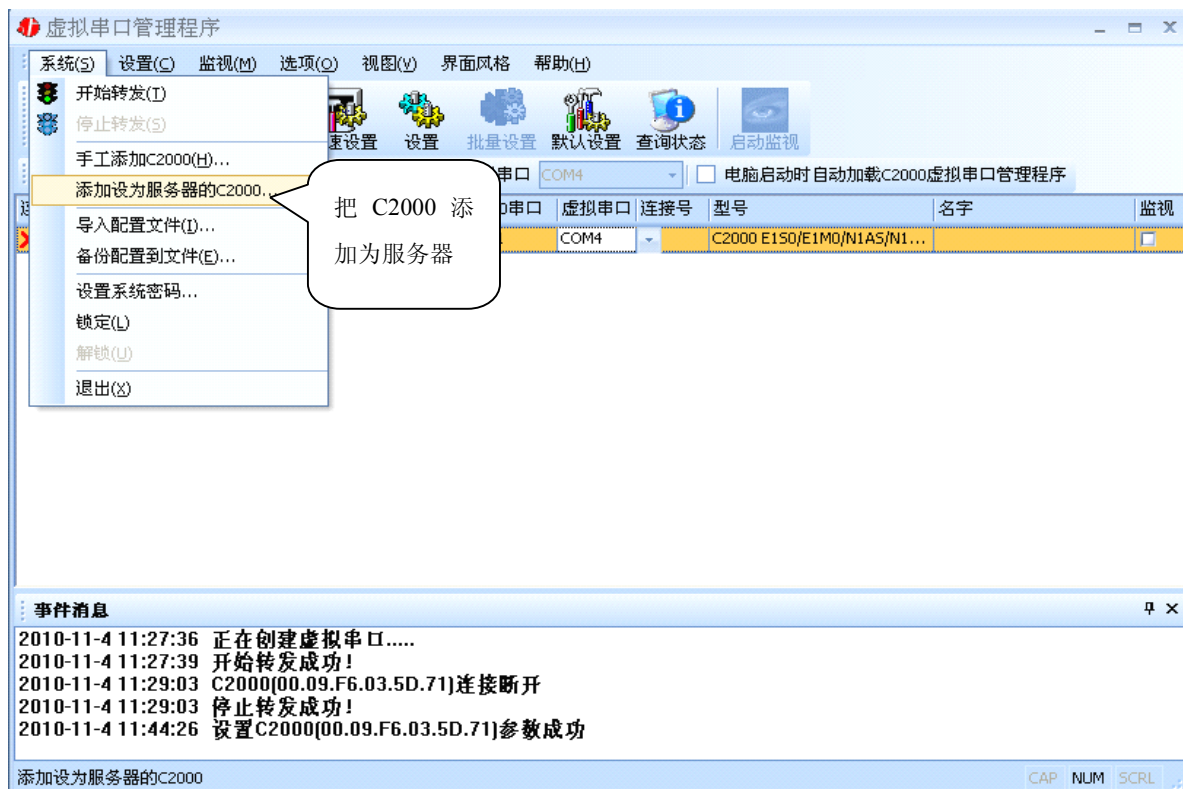 虚拟串口管理程序
系统(S) 设置(C) 监视(M) 选项(O) 视图(V) 界面风格 帮助(H)
开始转发(T)
停止转发(S)
手工添加C2000(H)...
添加设为服务器的C2000...
导入配置文件(I)...
备份配置到文件(E)...
设置系统密码...
锁定(L)
解锁(U)
退出(X)
速设置 设置 批量设置 默认设置 查询状态 启动监视
串口 COM4 电脑启动时自动加载C2000虚拟串口管理程序
串口 虚拟串口 连接号 型号 名字 监视
COM4 C2000 E1S0/E1M0/N1AS/N1...
把 C2000 添
加为服务器
事件消息
2010-11-4 11:27:36 正在创建虚拟串口.....
2010-11-4 11:27:39 开始转发成功!
2010-11-4 11:29:03 C2000(00.09.F6.03.5D.71)连接断开
2010-11-4 11:29:03 停止转发成功!
2010-11-4 11:44:26 设置C2000(00.09.F6.03.5D.71)参数成功
添加设为服务器的C2000 CAP NUM SCRL